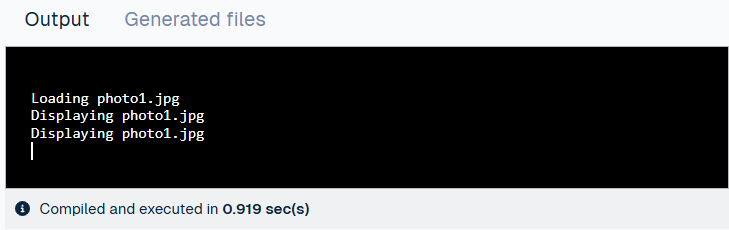 Output Generated files
Loading photo1.jpg
Displaying photo1.jpg
Displaying photo1.jpg
Compiled and executed in 0.919 sec(s)